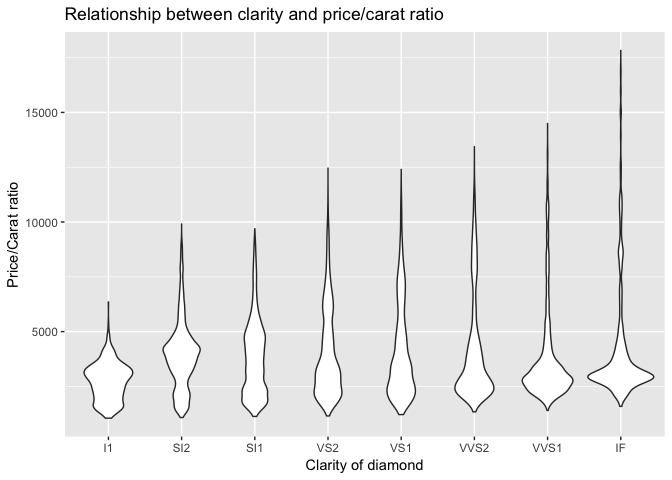 Relationship between clarity and price/carat ratio
15000
10000
5000
Price/Carat ratio
I1 SI2 SI1 VS2 VS1 VVS2 VVS1 IF
Clarity of diamond